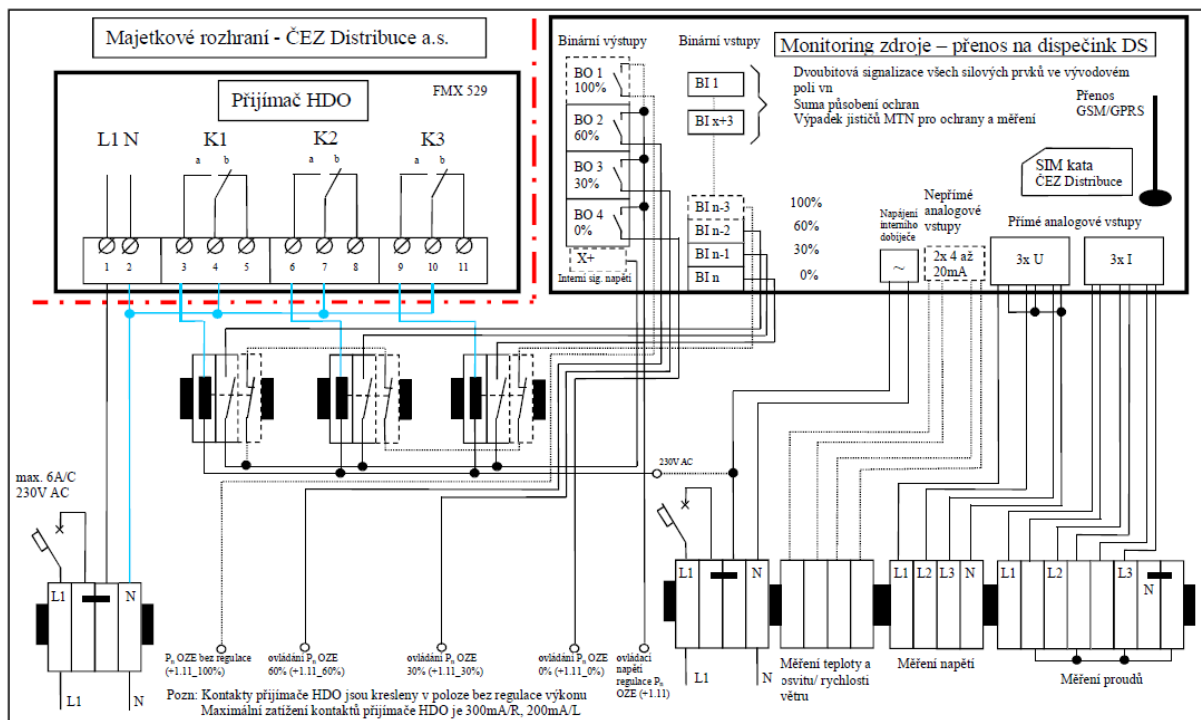 Majetkové rozhraní - ČEZ Distribuce a.s.
Přijímač HDO
FMX 529
L1 N
K1
K2
K3
a b
a b
a b
1 2 3 4 5 6 7 8 9 10 11
Binární výstupy
Binární vstupy
Monitoring zdroje – přenos na dispečink DS
BO 1
100%
BO 2
60%
BO 3
30%
BO 4
0%
X+
Interní sig. napětí
BI 1
BI x+3
BI n-3
BI n-2
BI n-1
BI n
Dvoubitová signalizace všech silových prvků ve vývodovém
poli vn
Suma působení ochran
Výpadek jističů MTN pro ochrany a měření
100%
60%
30%
0%
Přenos
GSM/GPRS
SIM kata
ČEZ Distribuce
Napájení
interního
dobíječe
~
Nepřímé
analogové
vstupy
2x 4 až
20mA
Přímé analogové vstupy
3x U
3x I
max. 6A/C
230V AC
230V AC
L1
N
L1
N
L1
N
L1 L2 L3 N
L1
L2
L3
N
L1
N
Pn OZE bez regulace
(+1.11_100%)
ovládání Pn OZE
60% (+1.11_60%)
ovládání Pn OZE
30% (+1.11_30%)
ovládání Pn OZE
0% (+1.11_0%)
ovládací
napětí
regulace Pn
OZE (+1.11)
Měření teploty a
osvitu/ rychlosti
větru
Měření napětí
Měření proudů
Pozn: Kontakty přijímače HDO jsou kresleny v poloze bez regulace výkonu
Maximální zatížení kontaktů přijímače HDO je 300mA/R, 200mA/L